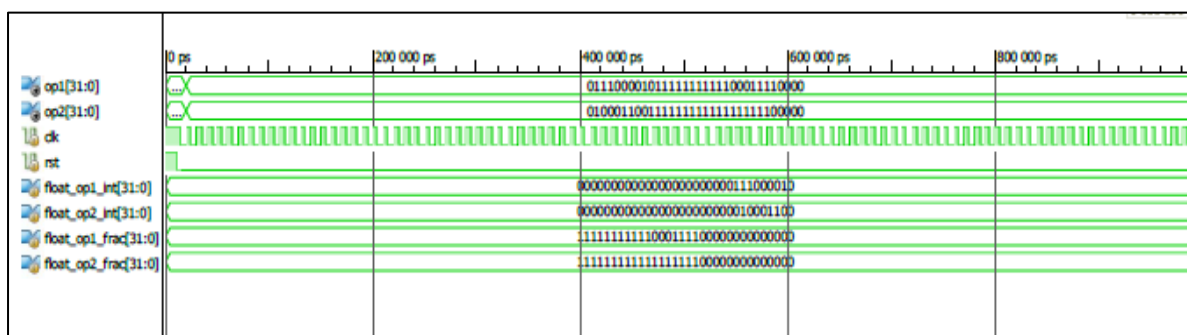 0 ps 200 000 ps 400 000 ps 600 000 ps 800 000 ps
op1[31:0] ... 01110000101111111111100011110000
op2[31:0] ... 01000110011111111111111111100000
clk
rst
float_op1_int[31:0] 00000000000000000000000111000010
float_op2_int[31:0] 00000000000000000000000010001100
float_op1_frac[31:0] 11111111111000111100000000000000
float_op2_frac[31:0] 11111111111111111100000000000000